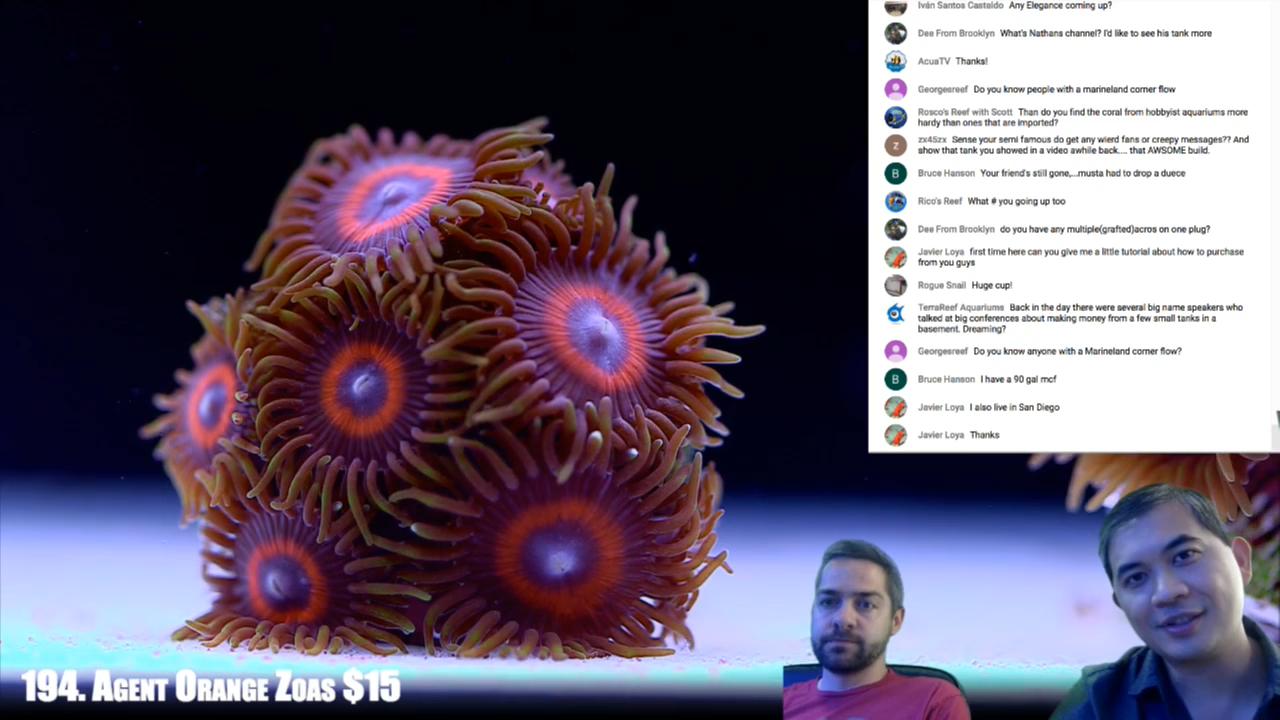 Iván Santos Casteldo Any Elegance coming up?
Dee From Brooklyn What's Nathans channel? I'd like to see his tank more
AcuaTV Thanks!
Georgesreef Do you know people with a marineland corner flow
Rosco's Reef with Scott Than do you find the coral from hobbyist aquariums more
hardy than ones that are imported?
z
zx45zx Sense your semi famous do get any wierd fans or creepy messages?? And
show that tank you showed in a video awhile back.... that AWSOME build.
B
Bruce Hanson Your friend's still gone,...musta had to drop a duece
Rico's Reef What # you going up too
Dee From Brooklyn do you have any multiple(grafted)acros on one plug?
Javier Loya first time here can you give me a little tutorial about how to purchase
from you guys
Rogue Snail Huge cup!
TerraReef Aquariums Back in the day there were several big name speakers who
talked at big conferences about making money from a few small tanks in a
basement. Dreaming?
Georgesreef Do you know anyone with a Marineland corner flow?
B
Bruce Hanson I have a 90 gal mcf
Javier Loya I also live in San Diego
Javier Loya Thanks
194. Agent Orange Zoas $15